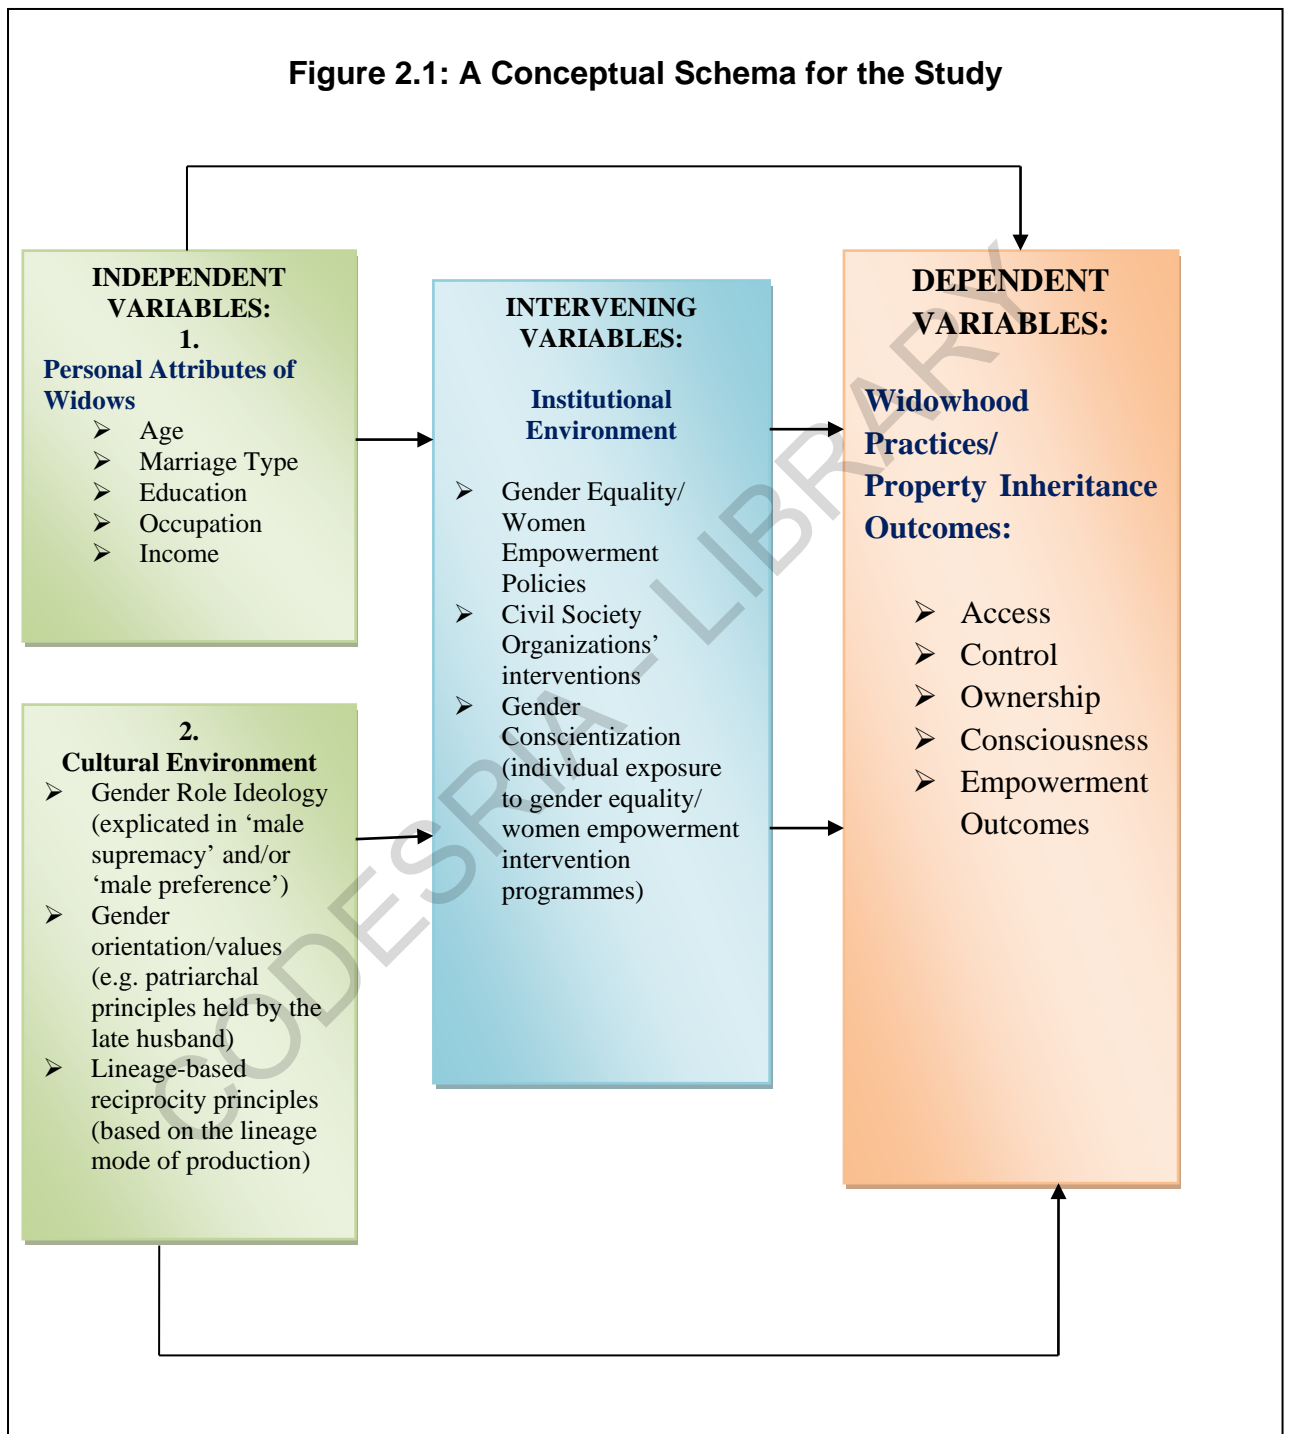 Figure 2.1: A Conceptual Schema for the Study
INDEPENDENT
VARIABLES:
1.
Personal Attributes of
Widows
➢ Age
➢ Marriage Type
➢ Education
➢ Occupation
➢ Income
2.
Cultural Environment
➢ Gender Role Ideology
(explicated in ‘male
supremacy’ and/or
‘male preference’)
➢ Gender
orientation/values
(e.g. patriarchal
principles held by the
late husband)
➢ Lineage-based
reciprocity principles
(based on the lineage
mode of production)
INTERVENING
VARIABLES:
Institutional
Environment
➢ Gender Equality/
Women
Empowerment
Policies
➢ Civil Society
Organizations’
interventions
➢ Gender
Conscientization
(individual exposure
to gender equality/
women empowerment
intervention
programmes)
DEPENDENT
VARIABLES:
Widowhood
Practices/
Property Inheritance
Outcomes:
➢ Access
➢ Control
➢ Ownership
➢ Consciousness
➢ Empowerment
Outcomes
CODESRIA - LIBRARY